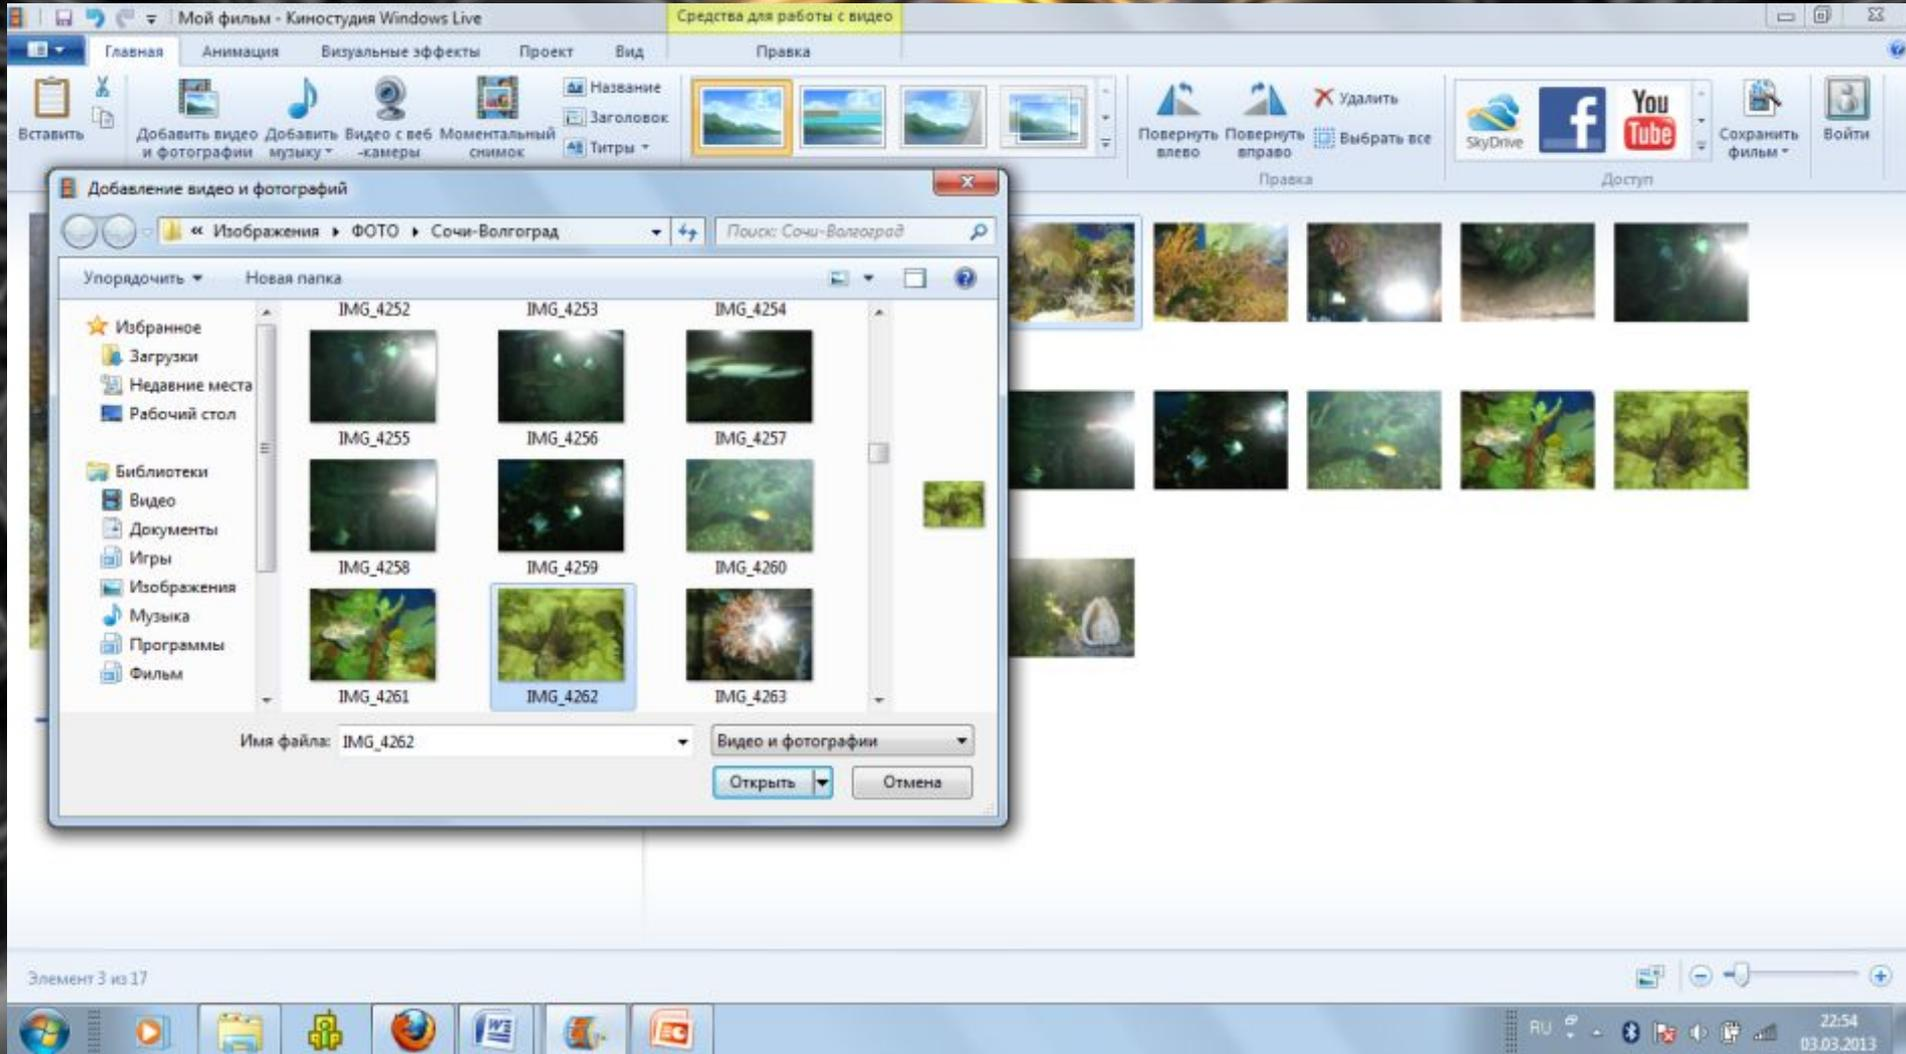 Мой фильм - Киностудия Windows Live
Средства для работы с видео
Главная Анимация Визуальные эффекты Проект Вид Правка
Вставить
Добавить видео и фотографии
Добавить музыку
Видео с веб-камеры
Моментальный снимок
Название
Заголовок
Титры
Повернуть влево
Повернуть вправо
Удалить
Выбрать все
Правка
SkyDrive
f
You Tube
Доступ
Сохранить фильм
Войти
Добавление видео и фотографий
« Изображения ФОТО Сочи-Волгоград
Поиск: Сочи-Волгоград
Упорядочить Новая папка
Избранное
Загрузки
Недавние места
Рабочий стол
Библиотеки
Видео
Документы
Игры
Изображения
Музыка
Программы
Фильм
IMG_4252 IMG_4253 IMG_4254
IMG_4255 IMG_4256 IMG_4257
IMG_4258 IMG_4259 IMG_4260
IMG_4261 IMG_4262 IMG_4263
Имя файла: IMG_4262
Видео и фотографии
Открыть Отмена
Элемент 3 из 17
RU
22:54
03.03.2013